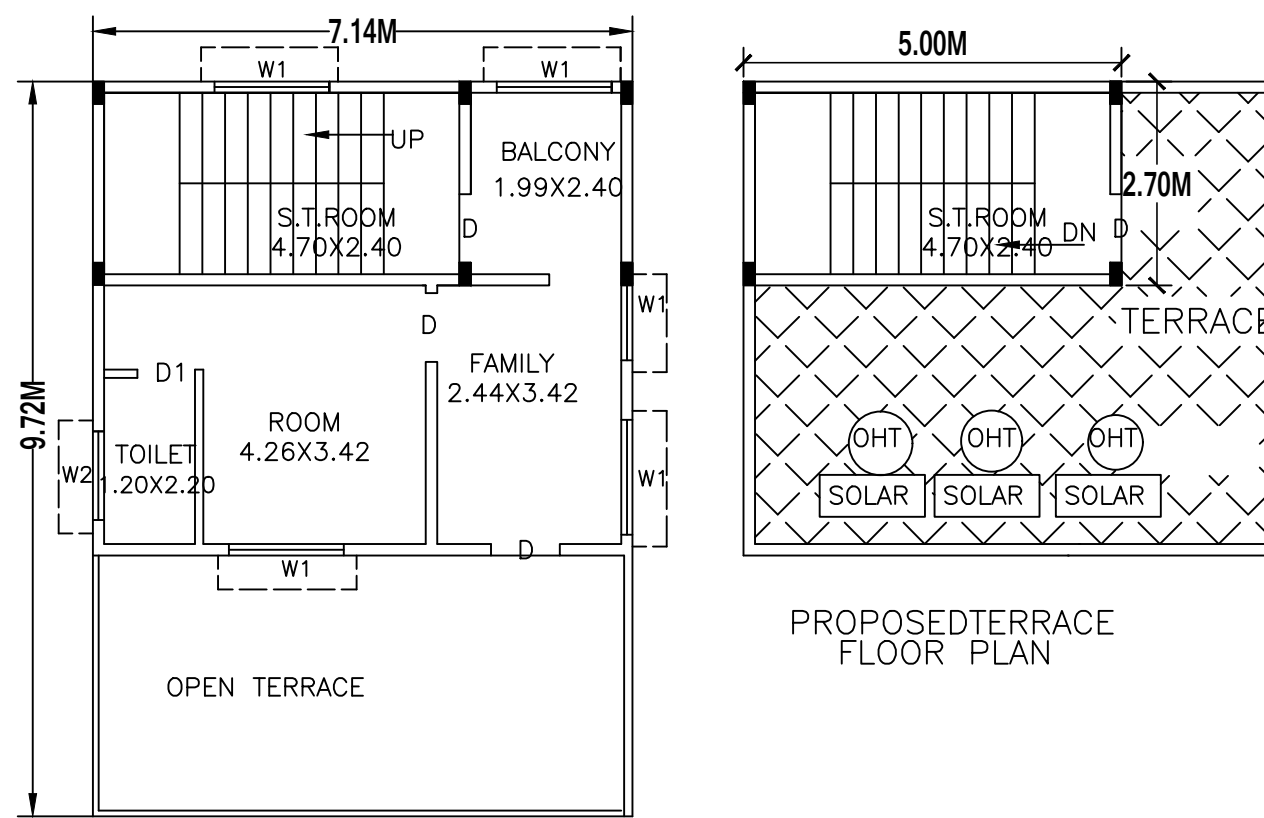 7.14M
W1
W1
UP
BALCONY
1.99X2.40
S.T.ROOM
4.70X2.40
D
W1
D
FAMILY
2.44X3.42
D1
ROOM
4.26X3.42
9.72M
TOILET
1.20X2.20
W2
W1
D
W1
OPEN TERRACE
5.00M
2.70M
S.T.ROOM
4.70X2.40
DN
D
TERRACE
OHT
OHT
OHT
SOLAR
SOLAR
SOLAR
PROPOSEDTERRACE
FLOOR PLAN